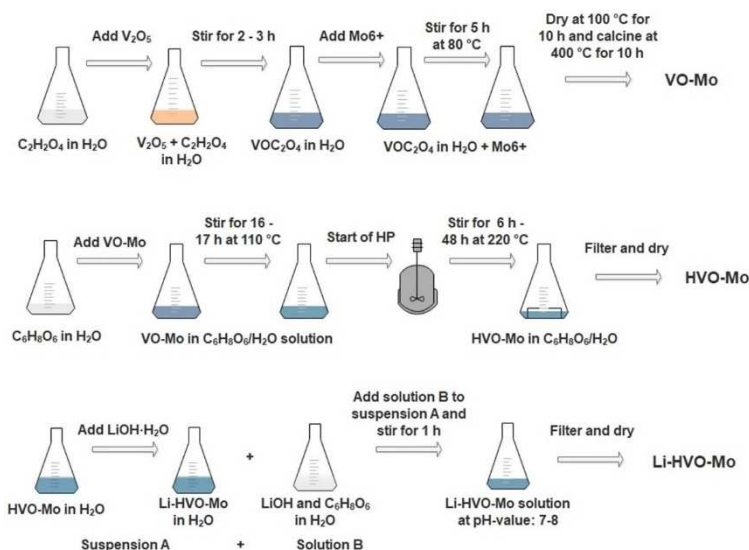 Add V₂O₅
Stir for 2 - 3 h
Add Mo6+
Stir for 5 h
at 80 °C
Dry at 100 °C for
10 h and calcine at
400 °C for 10 h
VO-Mo
C₂H₂O₄ in H₂O
V₂O₅ + C₂H₂O₄
in H₂O
VOC₂O₄ in H₂O
VOC₂O₄ in H₂O + Mo6+
Add VO-Mo
Stir for 16 -
17 h at 110 °C
Start of HP
Stir for 6 h -
48 h at 220 °C
Filter and dry
HVO-Mo
C₆H₈O₆ in H₂O
VO-Mo in C₆H₈O₆/H₂O solution
HVO-Mo in C₆H₈O₆/H₂O
Add LiOH·H₂O
Add solution B to
suspension A and
stir for 1 h
Filter and dry
+
Li-HVO-Mo
HVO-Mo in H₂O
Li-HVO-Mo
in H₂O
LiOH and C₆H₈O₆
in H₂O
Li-HVO-Mo solution
at pH-value: 7-8
Suspension A + Solution B